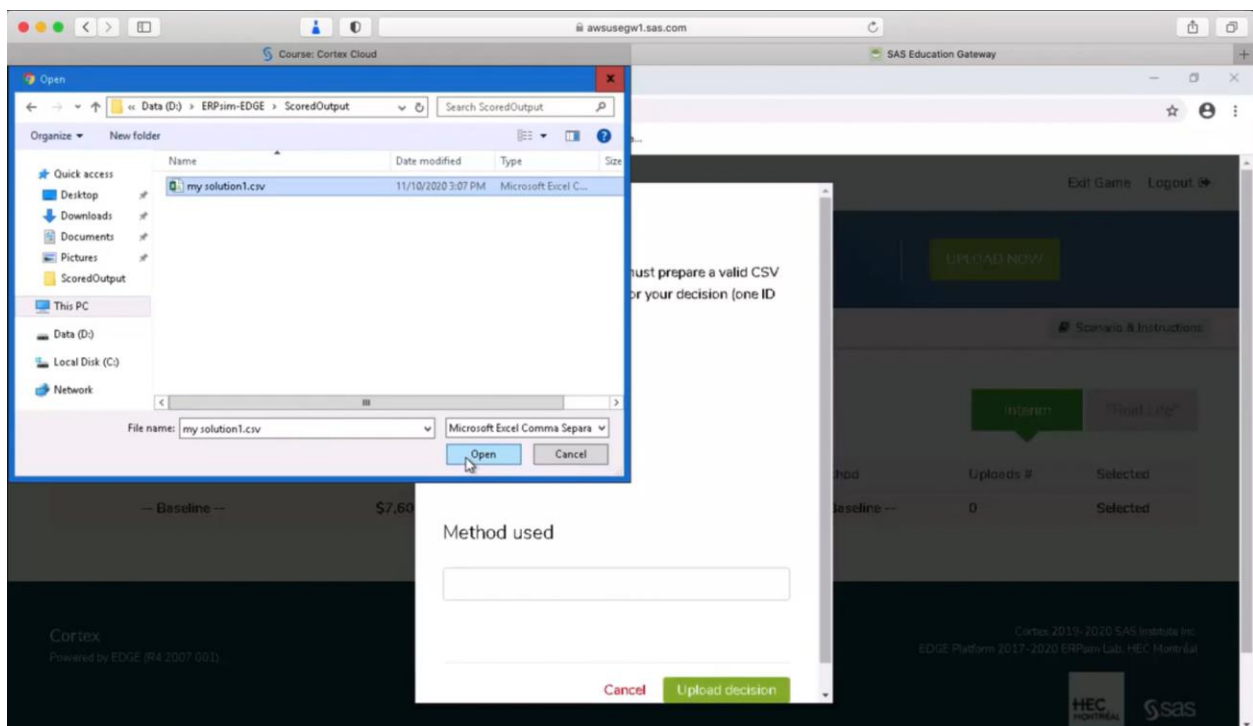 awsusegw1.sas.com
Course: Cortex Cloud
SAS Education Gateway
Open
« Data (D:) › ERPsim-EDGE › ScoredOutput
Search ScoredOutput
Organize
New folder
Name
Date modified
Type
Size
Quick access
Desktop
Downloads
Documents
Pictures
ScoredOutput
This PC
Data (D:)
Local Disk (C:)
Network
my solution1.csv
11/10/2020 3:07 PM
Microsoft Excel C...
File name:
my solution1.csv
Microsoft Excel Comma Separa
Open
Cancel
Exit Game
Logout
UPLOAD NOW
must prepare a valid CSV
or your decision (one ID
Scenario & Instructions
Interim
Uploads #
Selected
-- Baseline --
$7,60
Baseline --
0
Selected
Method used
Cancel
Upload decision
Cortex
Powered by EDGE (R4 2007 001)
Cortex 2019-2020 SAS Institute Inc.
EDGE Platform 2017-2020 ERPsim Lab, HEC Montréal
HEC
MONTRÉAL
sas